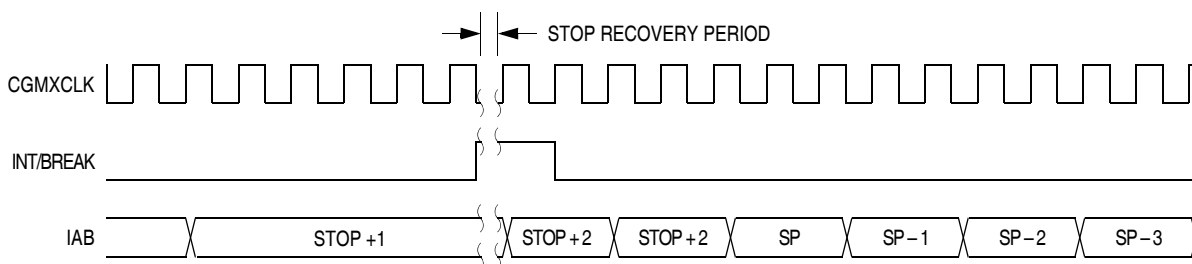 STOP RECOVERY PERIOD
CGMXCLK
INT/BREAK
IAB STOP +1 STOP + 2 STOP + 2 SP SP – 1 SP – 2 SP – 3